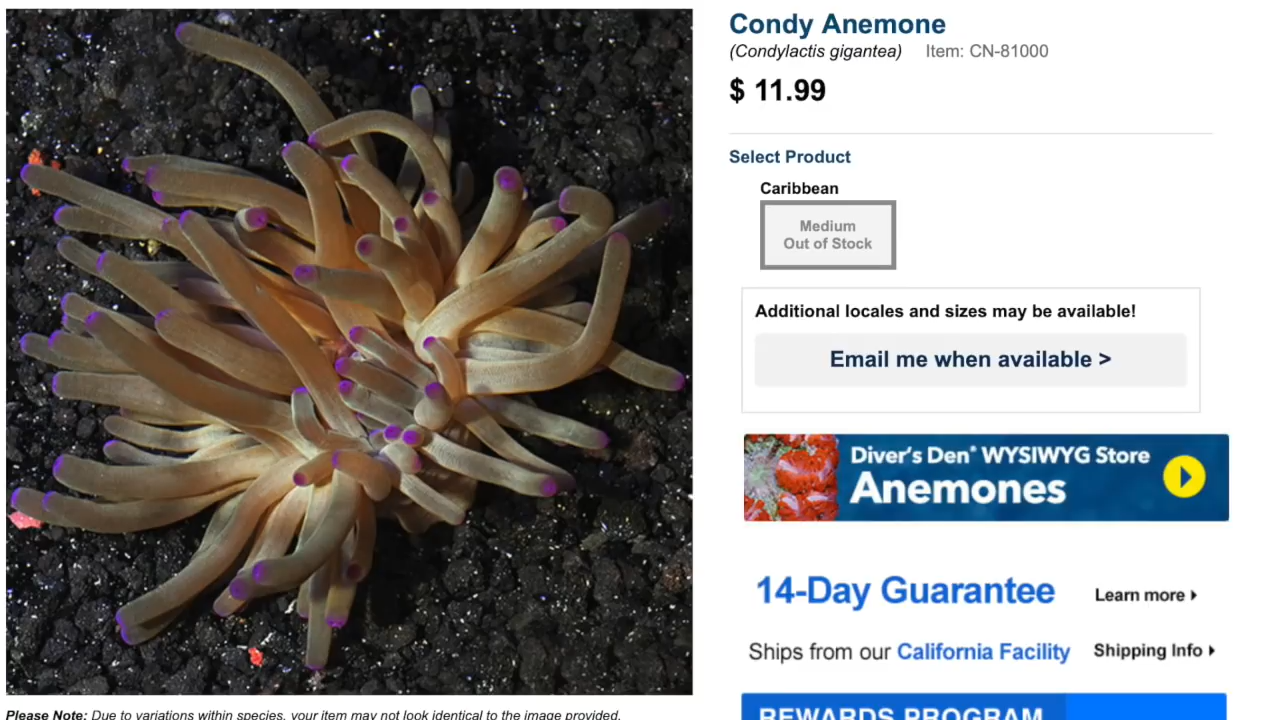 Condy Anemone
(Condylactis gigantea) Item: CN-81000
$ 11.99
Select Product
Caribbean
Medium
Out of Stock
Additional locales and sizes may be available!
Email me when available >
Diver's Den® WYSIWYG Store
Anemones
14-Day Guarantee Learn more
Ships from our California Facility Shipping Info
REWARDS PROGRAM
Please Note: Due to variations within species, your item may not look identical to the image provided.